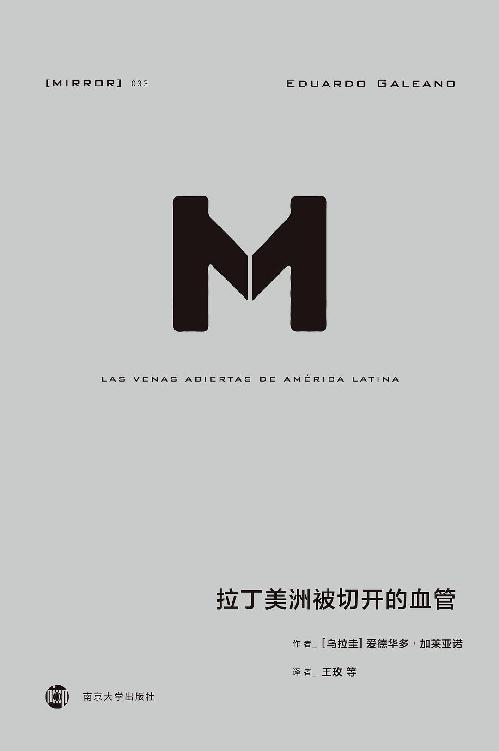 [MIRROR]
EDUARDO GALEANO
M
LAS VENAS ABIERTAS DE AMÉRICA LATINA
拉丁美洲被切开的血管
作者_ [乌拉圭] 爱德华多·加莱亚诺
译者_ 王玫 等
南京大学出版社